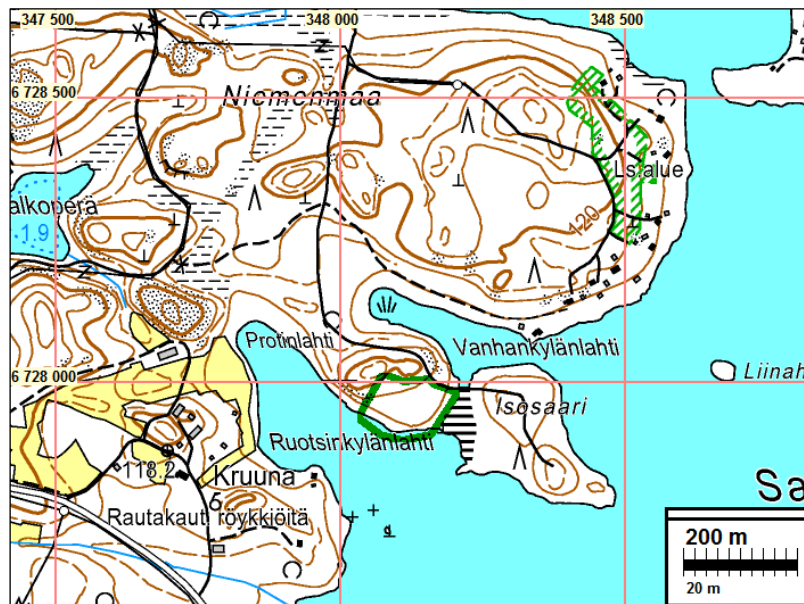 347 500
348 000
348 500
6 728 500
Niemenmaa
Ls.alue
alkoperä
1.9
120
Protinlahti
Vanhankylänlahti
6 728 000
Liinah
Isosaari
Ruotsinkylänlahti
118.2
Kruuna
Sa
6
Rautakaut. röykkiöitä
200 m
20 m